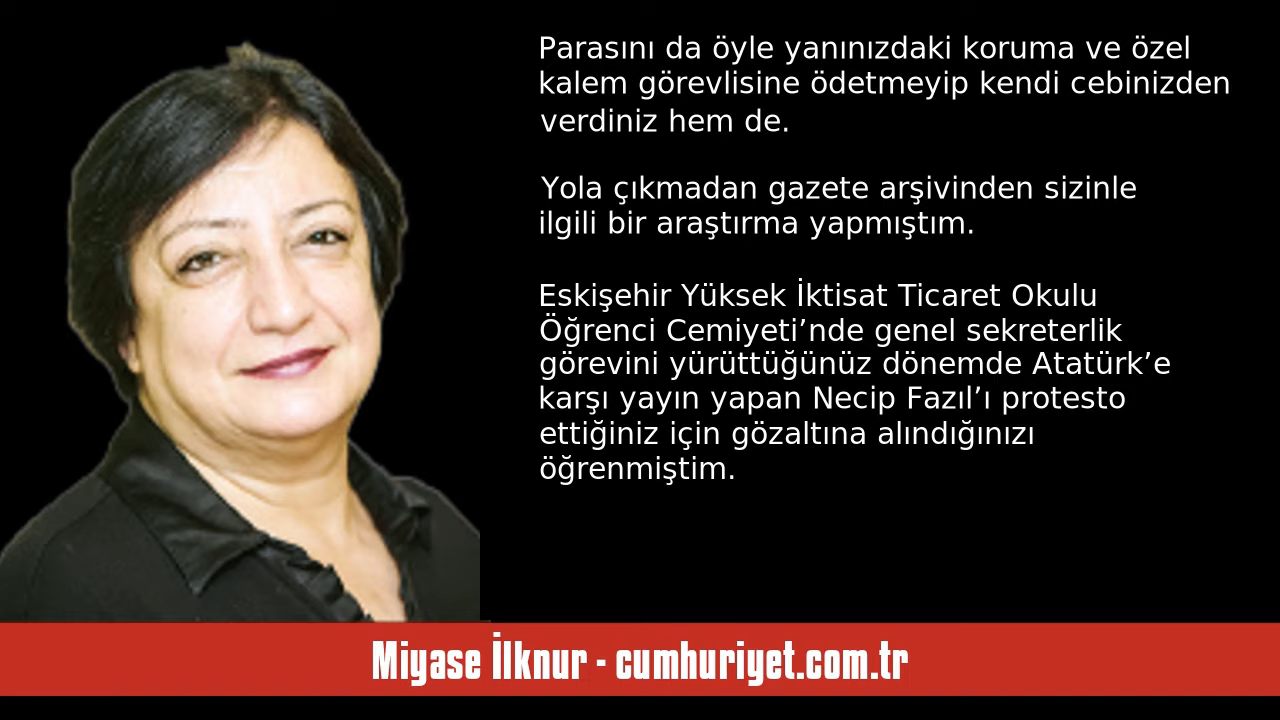 Parasını da öyle yanınızdaki koruma ve özel
kalem görevlisine ödetmeyip kendi cebinizden
verdiniz hem de.
Yola çıkmadan gazete arşivinden sizinle
ilgili bir araştırma yapmıştım.
Eskişehir Yüksek İktisat Ticaret Okulu
Öğrenci Cemiyeti’nde genel sekreterlik
görevini yürüttüğünüz dönemde Atatürk’e
karşı yayın yapan Necip Fazıl’ı protesto
ettiğiniz için gözaltına alındığınızı
öğrenmiştim.
Miyase İlknur - cumhuriyet.com.tr